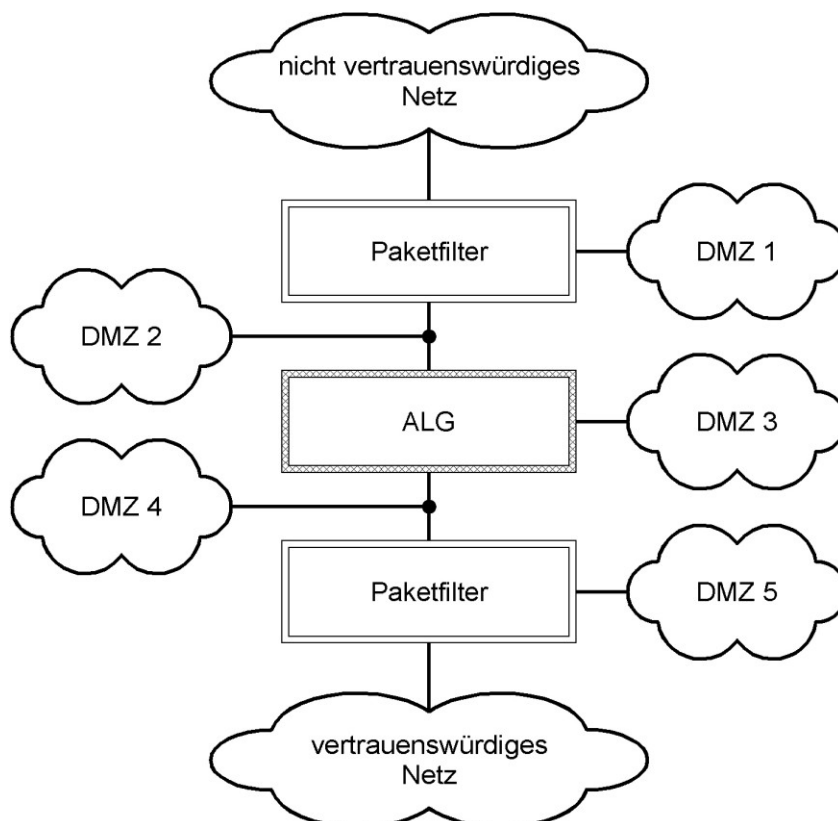 nicht vertrauenswürdiges
Netz
Paketfilter
DMZ 1
DMZ 2
ALG
DMZ 3
DMZ 4
Paketfilter
DMZ 5
vertrauenswürdiges
Netz